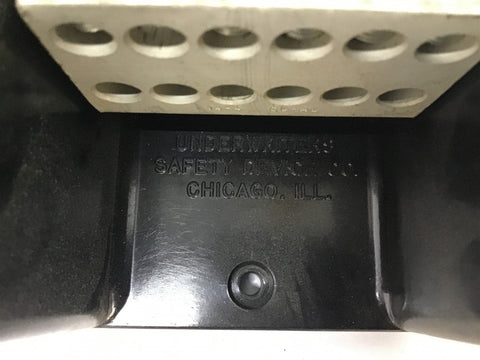 UNDERWRITERS
SAFETY DEVICE CO.
CHICAGO, ILL.